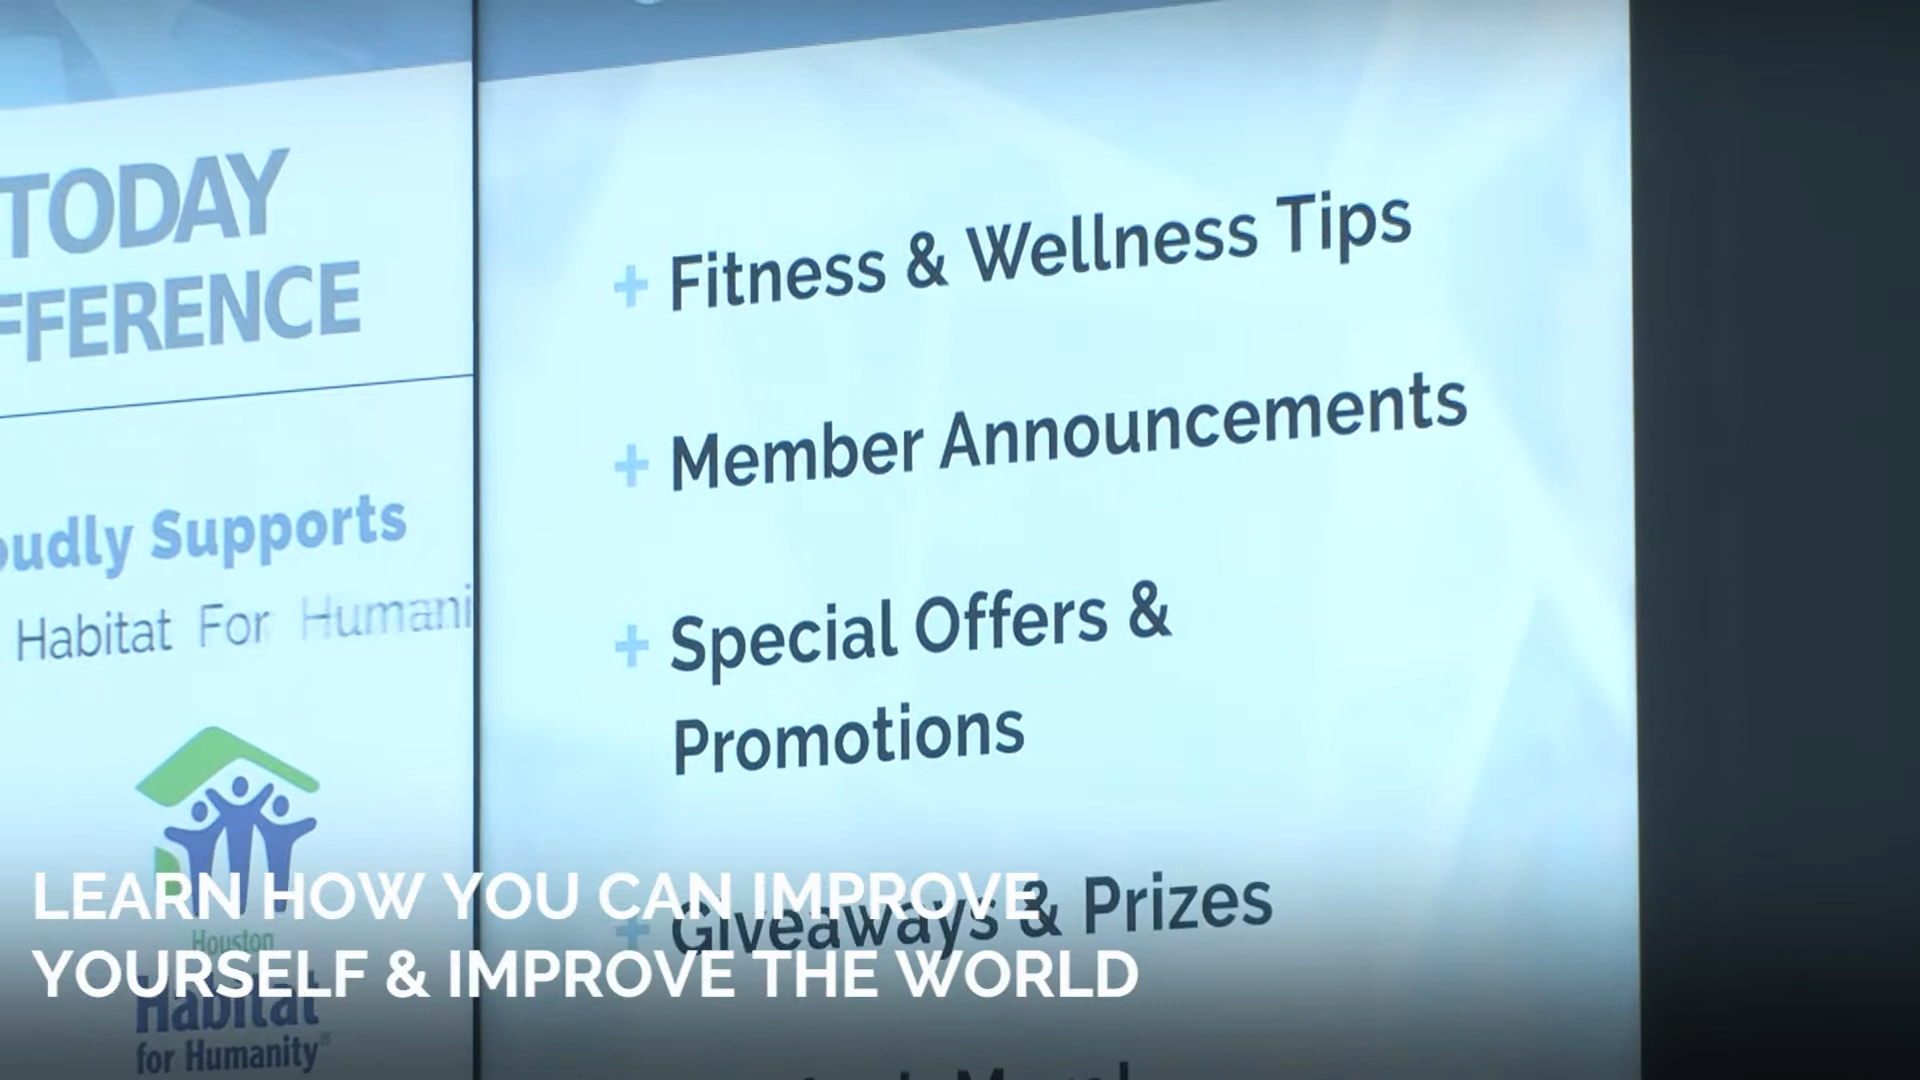 TODAY
FFERENCE
oudly Supports
Habitat For Humani
Houston
Habitat
for Humanity®
+ Fitness & Wellness Tips
+ Member Announcements
+ Special Offers &
Promotions
+ Giveaways & Prizes
LEARN HOW YOU CAN IMPROVE
YOURSELF & IMPROVE THE WORLD